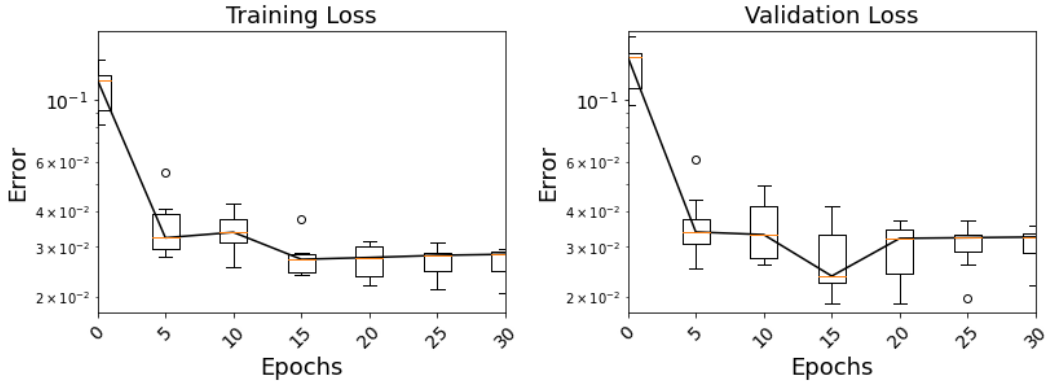 Training Loss
Error
10⁻¹
6 × 10⁻²
4 × 10⁻²
3 × 10⁻²
2 × 10⁻²
0 5 10 15 20 25 30
Epochs
Validation Loss
Error
10⁻¹
6 × 10⁻²
4 × 10⁻²
3 × 10⁻²
2 × 10⁻²
0 5 10 15 20 25 30
Epochs